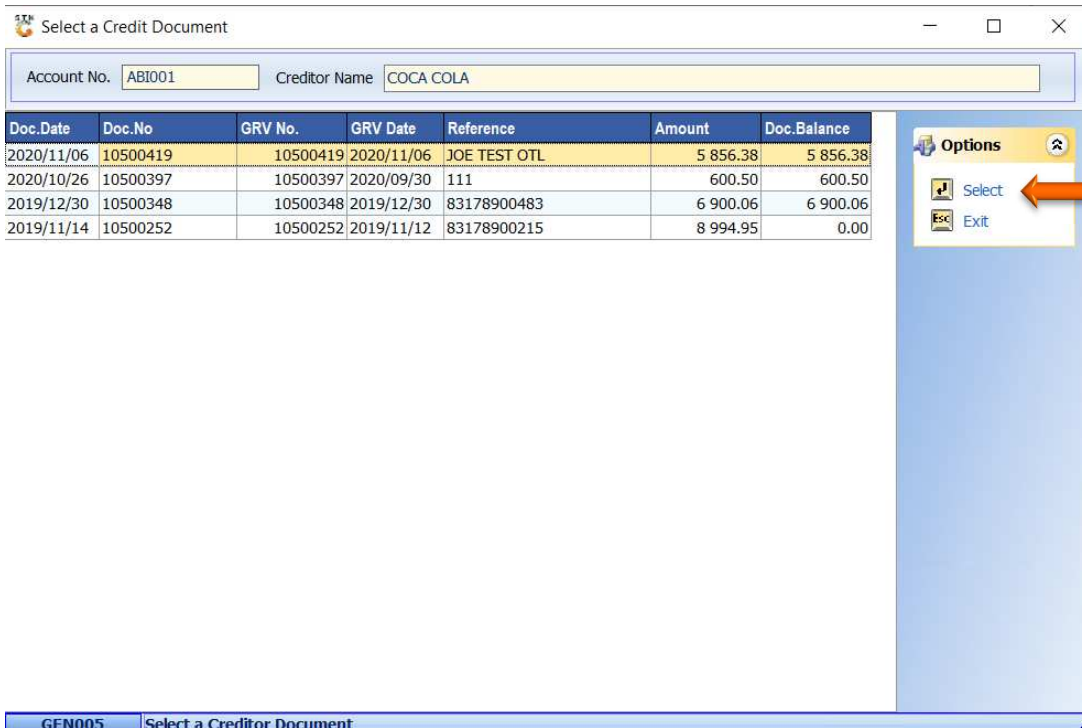 STN Select a Credit Document
Account No. ABI001 Creditor Name COCA COLA
Doc.Date Doc.No GRV No. GRV Date Reference Amount Doc.Balance
2020/11/06 10500419 10500419 2020/11/06 JOE TEST OTL 5 856.38 5 856.38
2020/10/26 10500397 10500397 2020/09/30 111 600.50 600.50
2019/12/30 10500348 10500348 2019/12/30 83178900483 6 900.06 6 900.06
2019/11/14 10500252 10500252 2019/11/12 83178900215 8 994.95 0.00
Options
Select
Esc Exit
GEN005 Select a Creditor Document